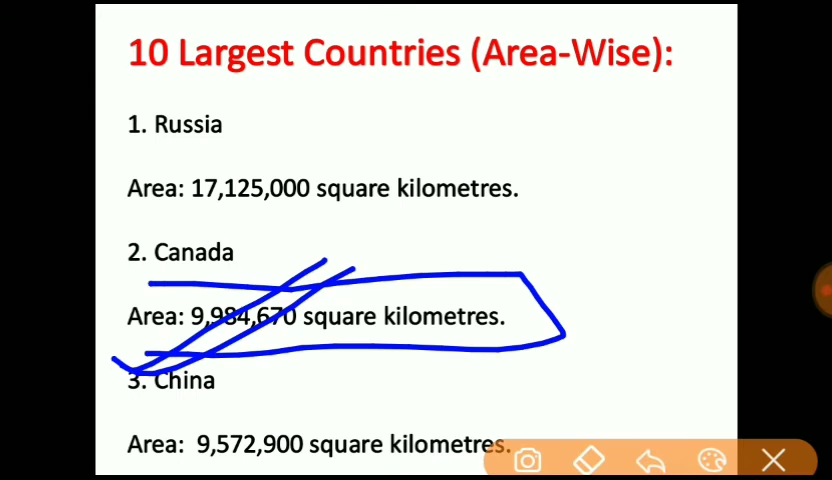 10 Largest Countries (Area-Wise):
1. Russia
Area: 17,125,000 square kilometres.
2. Canada
Area: 9,984,670 square kilometres.
3. China
Area: 9,572,900 square kilometres.